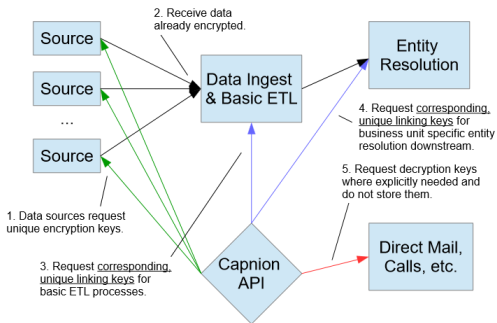 2. Receive data
already encrypted.
Source
Source
...
Source
Data Ingest
& Basic ETL
Entity
Resolution
4. Request corresponding,
unique linking keys for
business unit specific entity
resolution downstream.
5. Request decryption keys
where explicitly needed and
do not store them.
1. Data sources request
unique encryption keys.
3. Request corresponding,
unique linking keys for
basic ETL processes.
Capnion
API
Direct Mail,
Calls, etc.